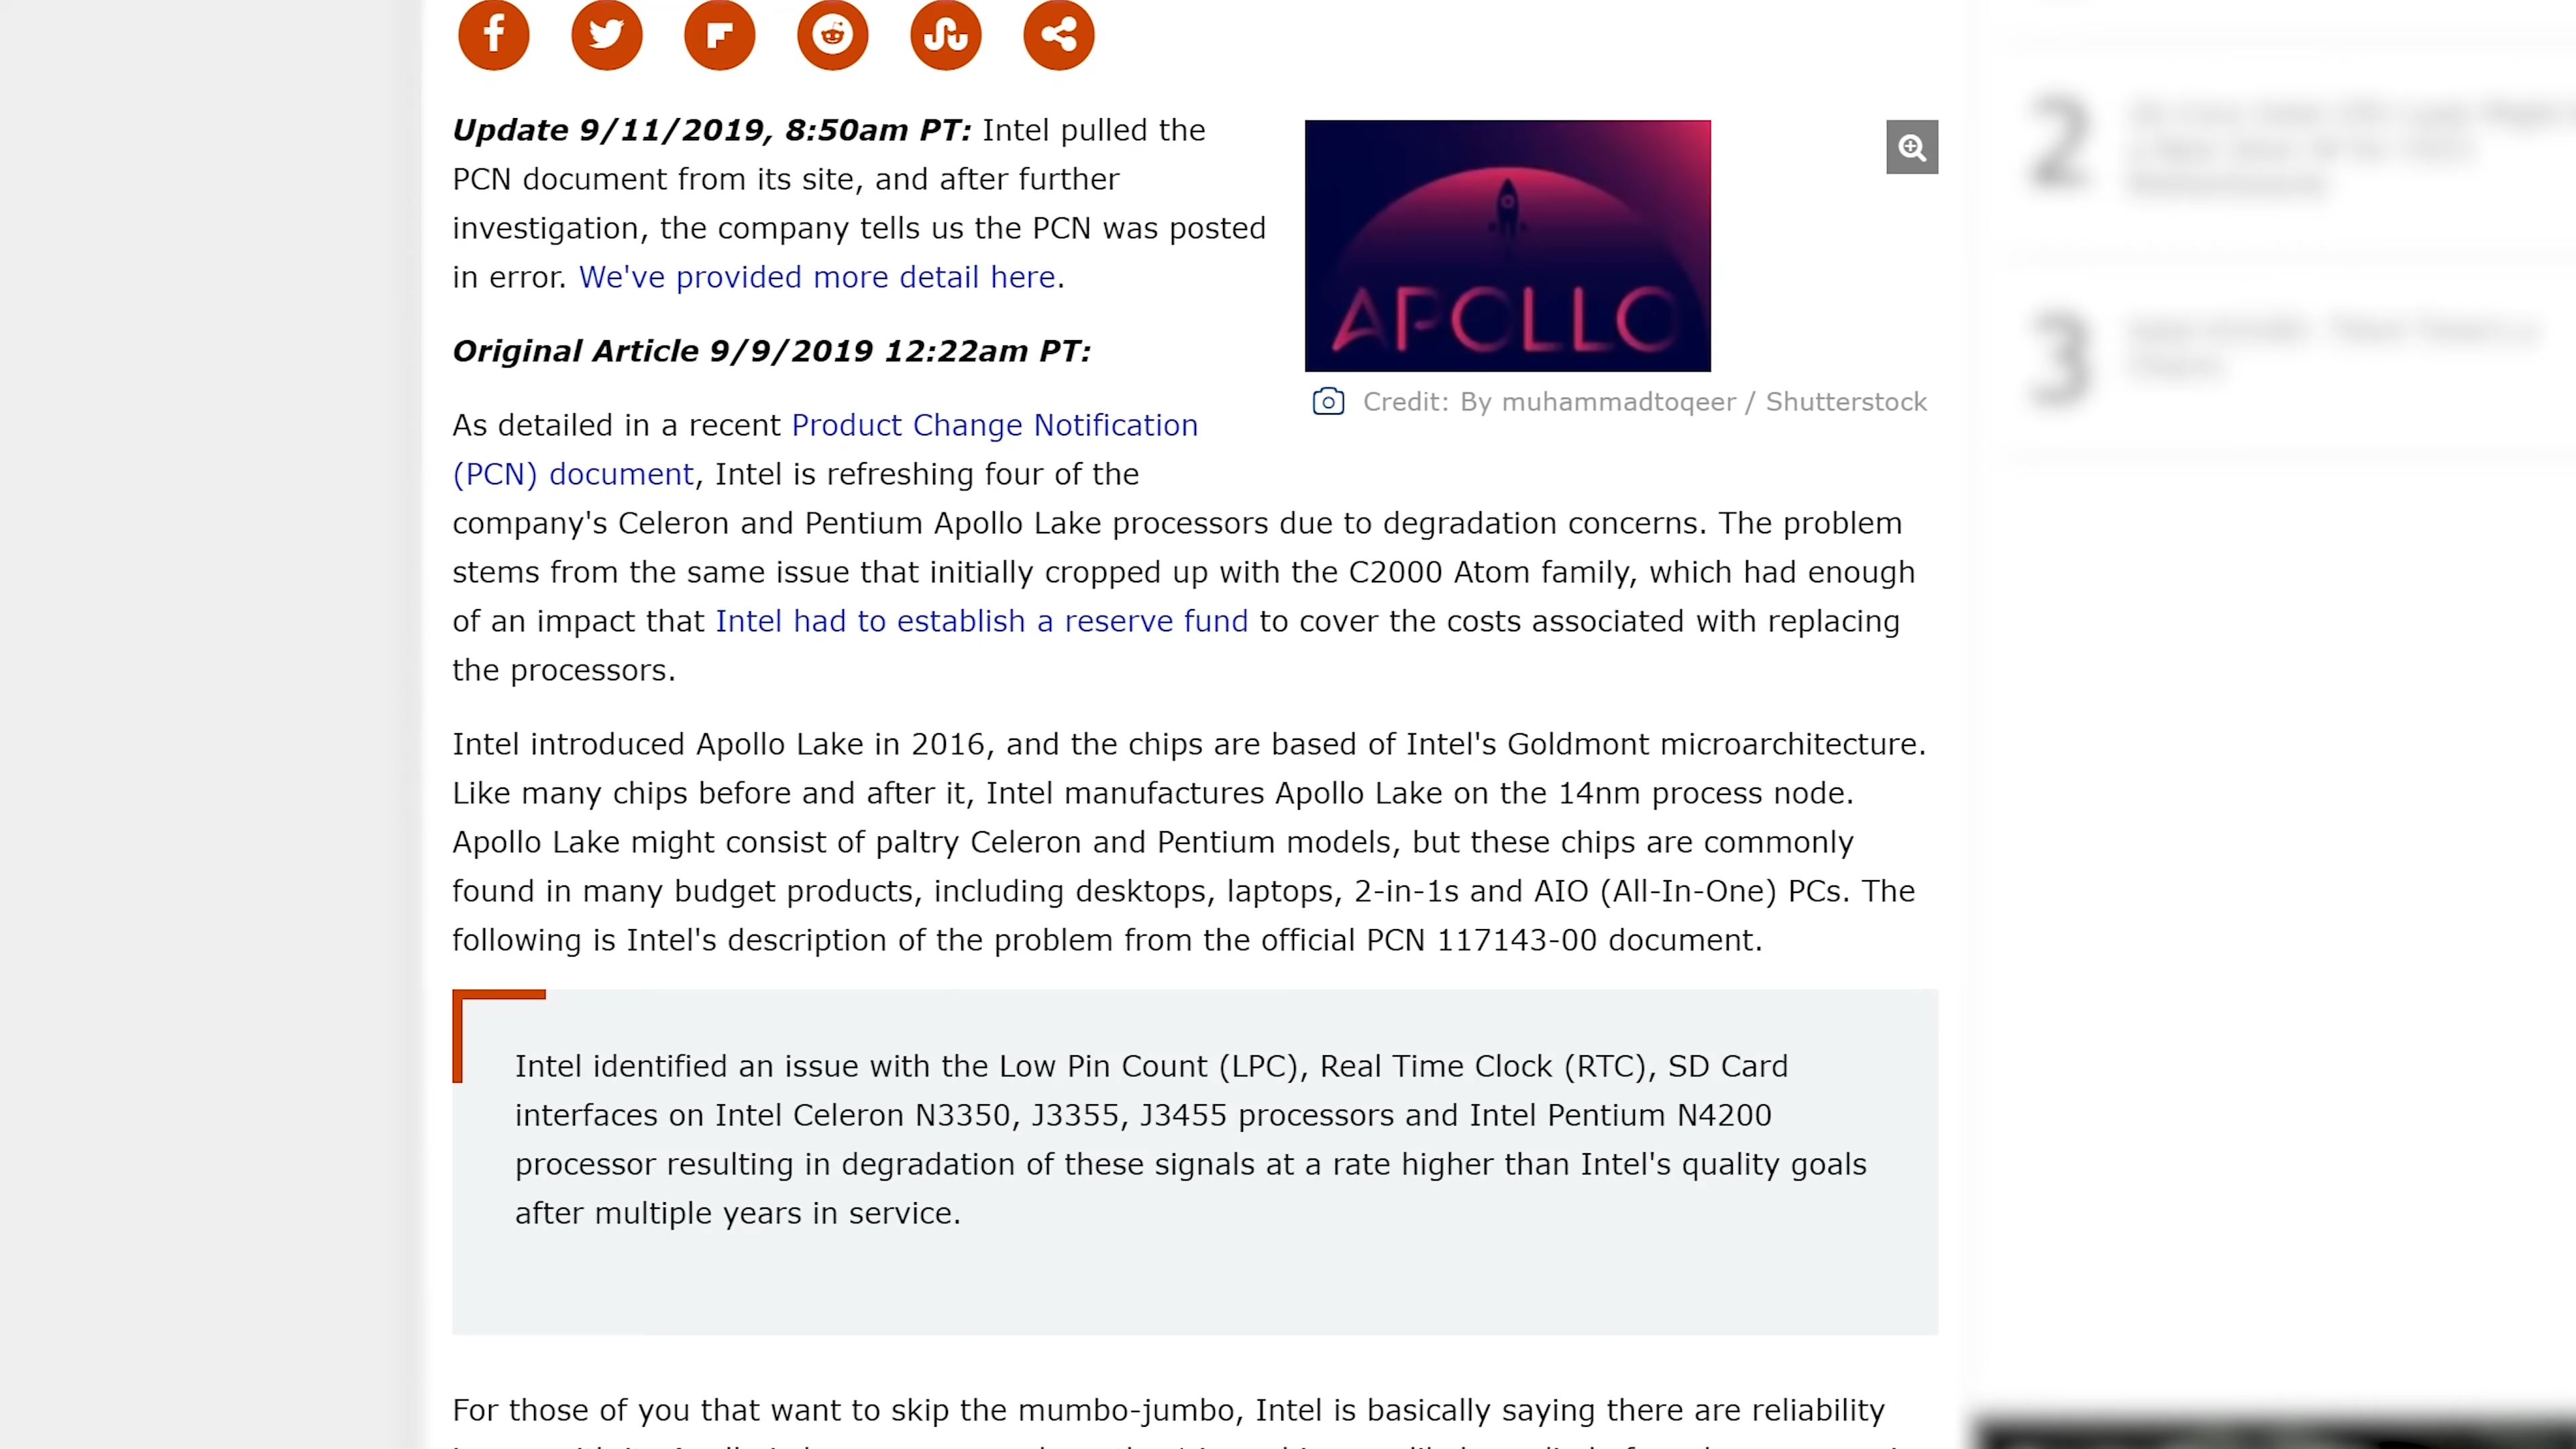 Update 9/11/2019, 8:50am PT: Intel pulled the
PCN document from its site, and after further
investigation, the company tells us the PCN was posted
in error. We've provided more detail here.
APOLLO
Credit: By muhammadtoqeer / Shutterstock
Original Article 9/9/2019 12:22am PT:
As detailed in a recent Product Change Notification
(PCN) document, Intel is refreshing four of the
company's Celeron and Pentium Apollo Lake processors due to degradation concerns. The problem
stems from the same issue that initially cropped up with the C2000 Atom family, which had enough
of an impact that Intel had to establish a reserve fund to cover the costs associated with replacing
the processors.
Intel introduced Apollo Lake in 2016, and the chips are based of Intel's Goldmont microarchitecture.
Like many chips before and after it, Intel manufactures Apollo Lake on the 14nm process node.
Apollo Lake might consist of paltry Celeron and Pentium models, but these chips are commonly
found in many budget products, including desktops, laptops, 2-in-1s and AIO (All-In-One) PCs. The
following is Intel's description of the problem from the official PCN 117143-00 document.
Intel identified an issue with the Low Pin Count (LPC), Real Time Clock (RTC), SD Card
interfaces on Intel Celeron N3350, J3355, J3455 processors and Intel Pentium N4200
processor resulting in degradation of these signals at a rate higher than Intel's quality goals
after multiple years in service.
For those of you that want to skip the mumbo-jumbo, Intel is basically saying there are reliability
2
3